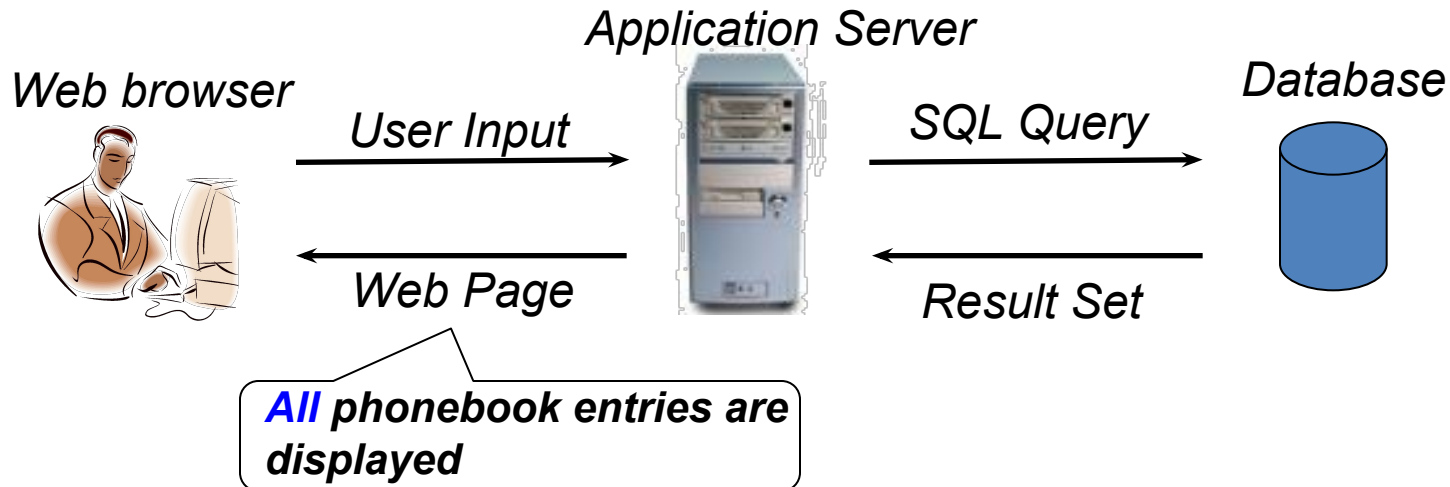 Application Server
Web browser
Database
User Input
SQL Query
Web Page
Result Set
All phonebook entries are
displayed